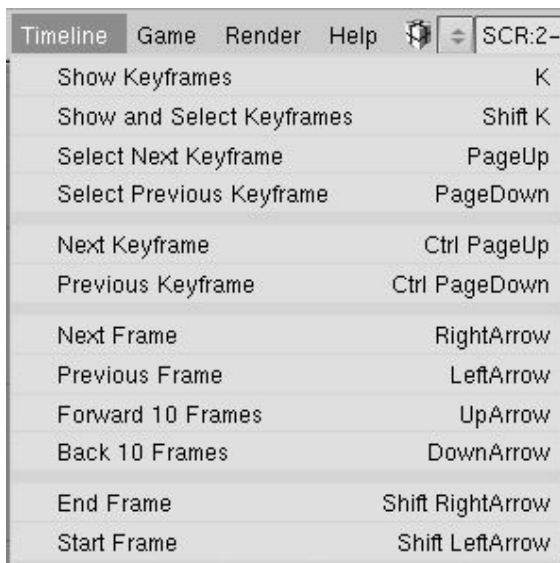 Timeline Game Render Help SCR:2-
Show Keyframes K
Show and Select Keyframes Shift K
Select Next Keyframe PageUp
Select Previous Keyframe PageDown
Next Keyframe Ctrl PageUp
Previous Keyframe Ctrl PageDown
Next Frame RightArrow
Previous Frame LeftArrow
Forward 10 Frames UpArrow
Back 10 Frames DownArrow
End Frame Shift RightArrow
Start Frame Shift LeftArrow